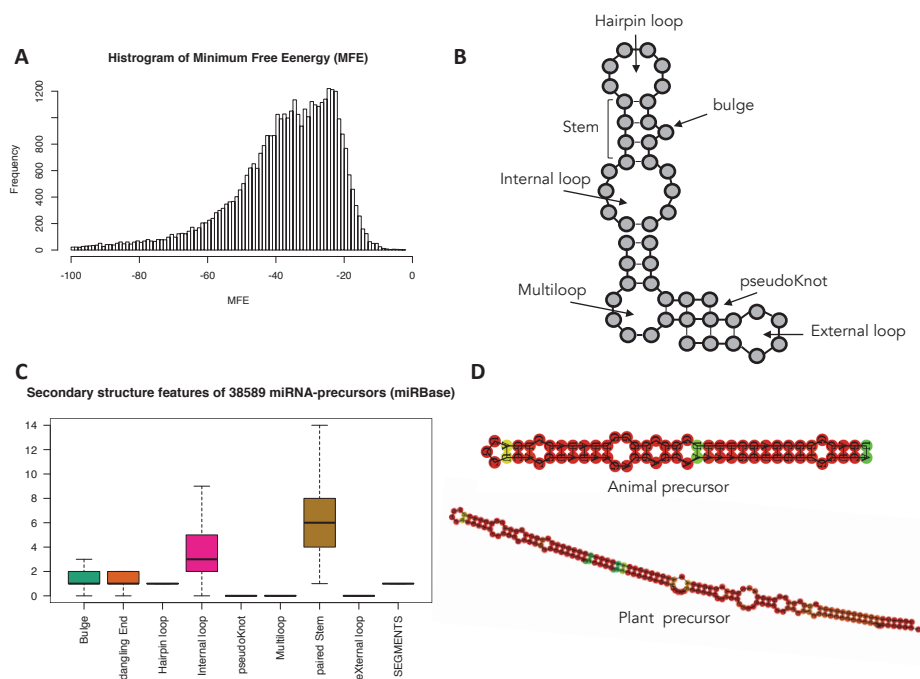 A
Histrogram of Minimum Free Eenergy (MFE)
Frequency
0 200 400 600 800 1000 1200
-100 -80 -60 -40 -20 0
MFE
B
Hairpin loop
bulge
Stem
Internal loop
Multiloop
pseudoKnot
External loop
C
Secondary structure features of 38589 miRNA-precursors (miRBase)
14
12
10
8
6
4
2
0
Bulge
dangling End
Hairpin loop
Internal loop
pseudoKnot
Multiloop
paired Stem
eXternal loop
SEGMENTS
D
Animal precursor
Plant precursor